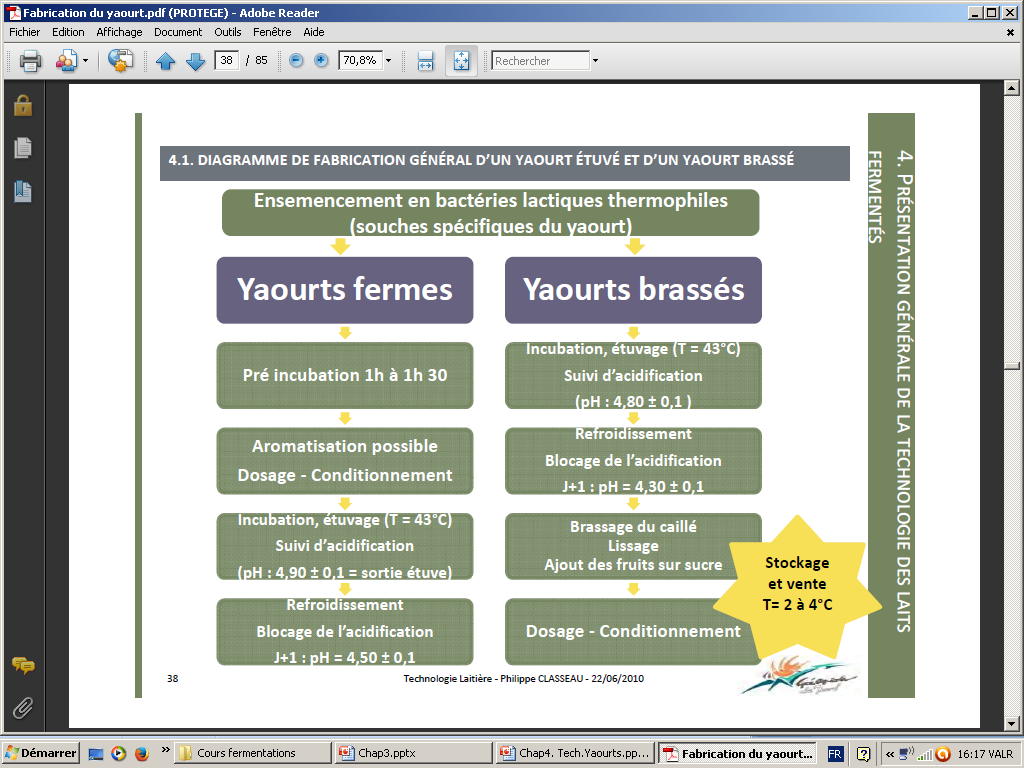 Fabrication du yaourt.pdf (PROTEGE) - Adobe Reader
Fichier Edition Affichage Document Outils Fenêtre Aide
38 / 85 70,8% Rechercher
4.1. DIAGRAMME DE FABRICATION GÉNÉRAL D'UN YAOURT ÉTUVÉ ET D'UN YAOURT BRASSÉ
Ensemencement en bactéries lactiques thermophiles
(souches spécifiques du yaourt)
Yaourts fermes
Pré incubation 1h à 1h 30
Aromatisation possible
Dosage - Conditionnement
Incubation, étuvage (T = 43°C)
Suivi d'acidification
(pH : 4,90 ± 0,1 = sortie étuve)
Refroidissement
Blocage de l'acidification
J+1 : pH = 4,50 ± 0,1
Yaourts brassés
Incubation, étuvage (T = 43°C)
Suivi d'acidification
(pH : 4,80 ± 0,1 )
Refroidissement
Blocage de l'acidification
J+1 : pH = 4,30 ± 0,1
Brassage du caillé
Lissage
Ajout des fruits sur sucre
Dosage - Conditionnement
Stockage
et vente
T= 2 à 4°C
4. PRÉSENTATION GÉNÉRALE DE LA TECHNOLOGIE DES LAITS
FERMENTÉS
38
Technologie Laitière - Philippe CLASSEAU - 22/06/2010
Démarrer » Cours fermentations Chap3.pptx Chap4. Tech.Yaourts.pp... Fabrication du yaourt... FR « 16:17 VALR